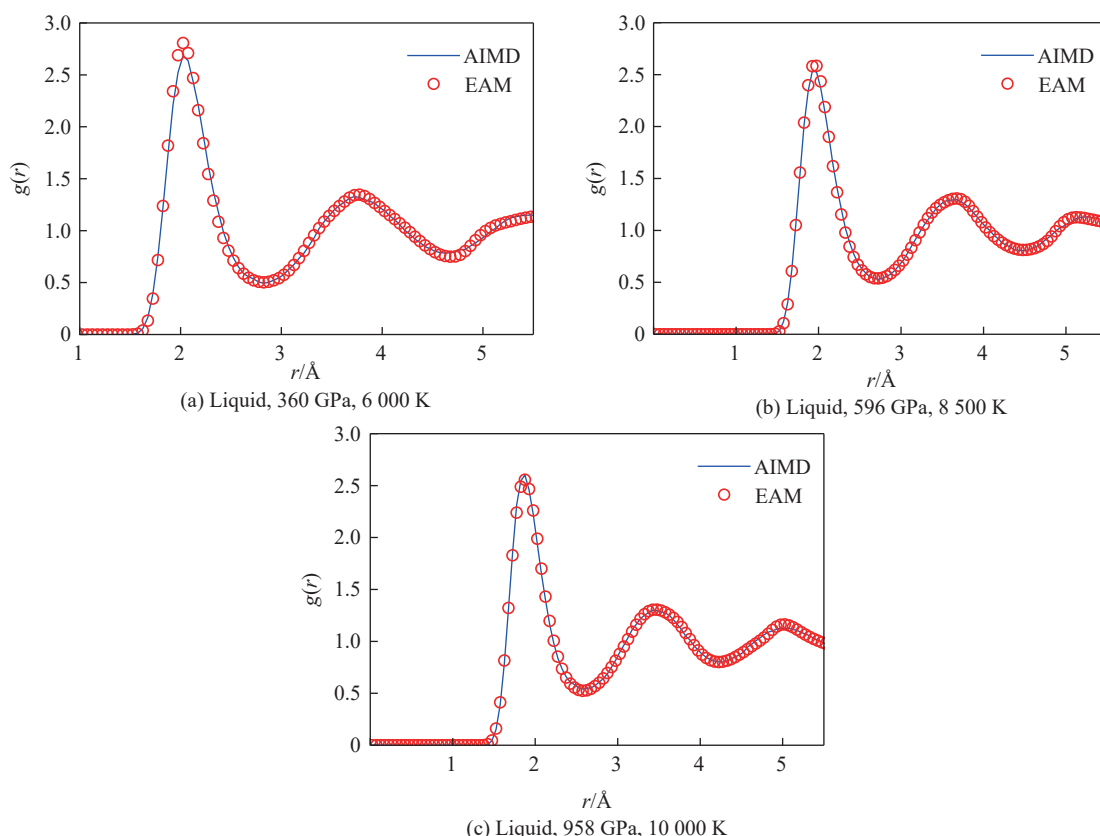 3.0
2.5
2.0
1.5
1.0
0.5
0
g(r)
AIMD
EAM
1 2 3 4 5
r/Å
(a) Liquid, 360 GPa, 6 000 K
3.0
2.5
2.0
1.5
1.0
0.5
0
g(r)
AIMD
EAM
1 2 3 4 5
r/Å
(b) Liquid, 596 GPa, 8 500 K
3.0
2.5
2.0
1.5
1.0
0.5
0
g(r)
AIMD
EAM
1 2 3 4 5
r/Å
(c) Liquid, 958 GPa, 10 000 K